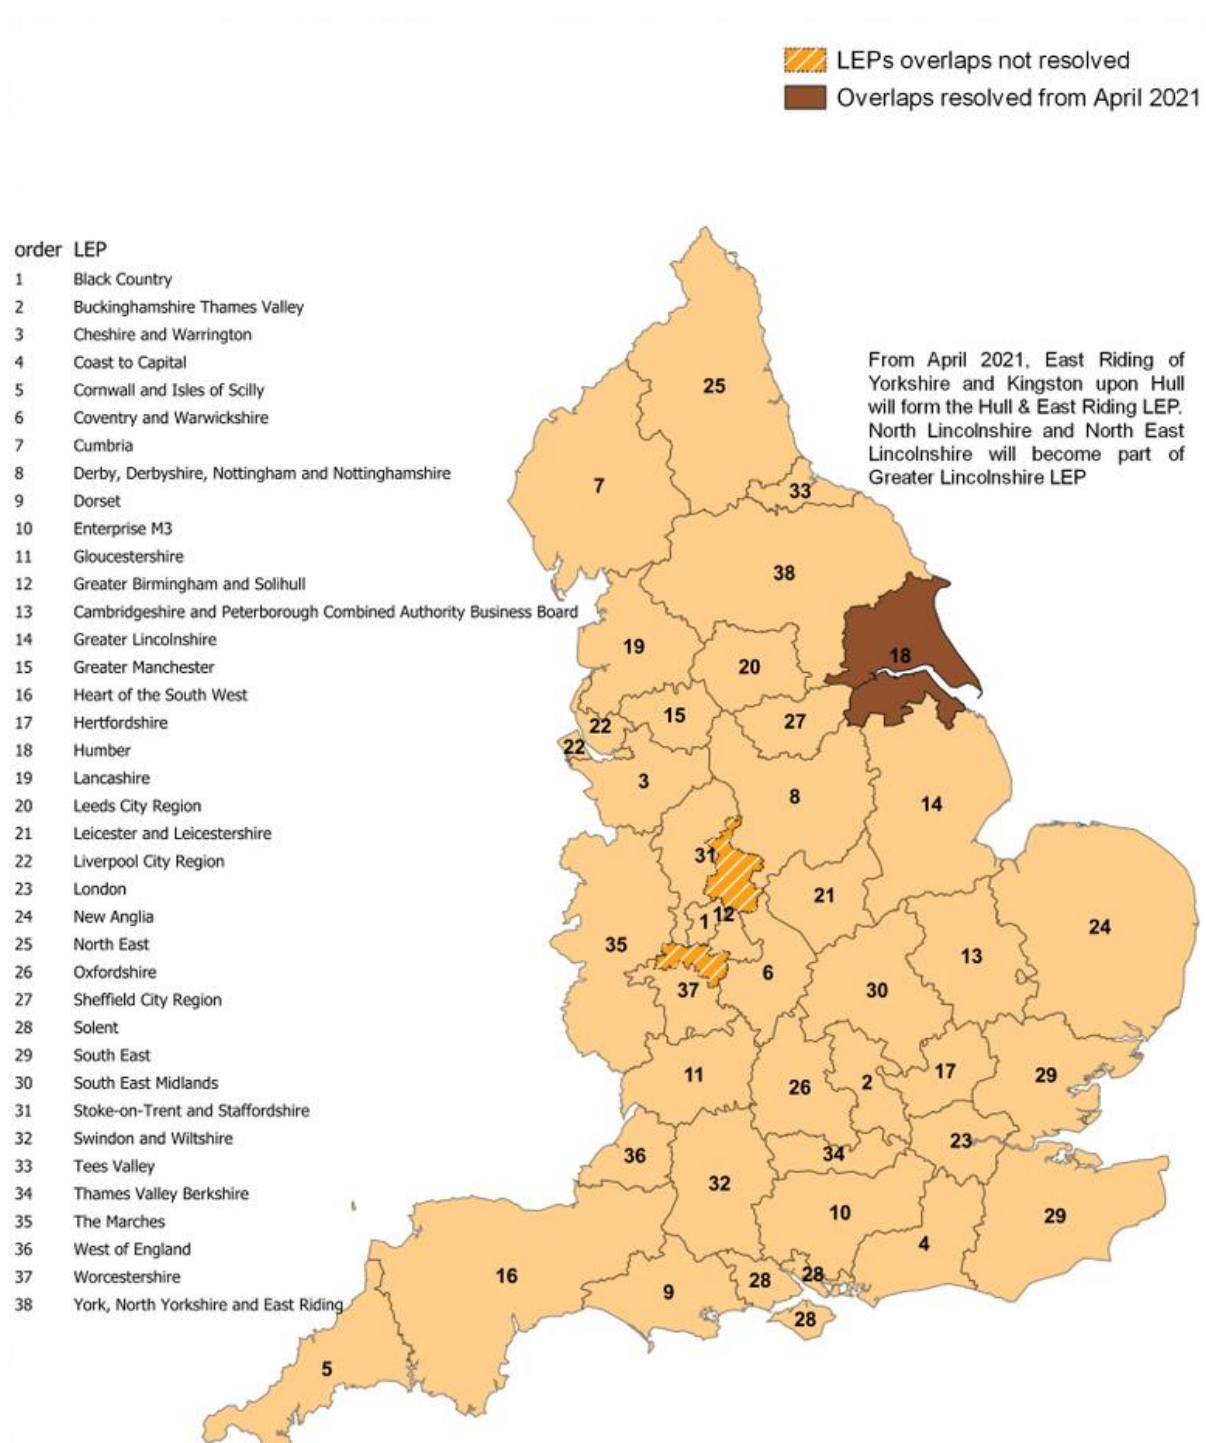 LEPs overlaps not resolved
Overlaps resolved from April 2021
order LEP
1 Black Country
2 Buckinghamshire Thames Valley
3 Cheshire and Warrington
4 Coast to Capital
5 Cornwall and Isles of Scilly
6 Coventry and Warwickshire
7 Cumbria
8 Derby, Derbyshire, Nottingham and Nottinghamshire
9 Dorset
10 Enterprise M3
11 Gloucestershire
12 Greater Birmingham and Solihull
13 Cambridgeshire and Peterborough Combined Authority Business Board
14 Greater Lincolnshire
15 Greater Manchester
16 Heart of the South West
17 Hertfordshire
18 Humber
19 Lancashire
20 Leeds City Region
21 Leicester and Leicestershire
22 Liverpool City Region
23 London
24 New Anglia
25 North East
26 Oxfordshire
27 Sheffield City Region
28 Solent
29 South East
30 South East Midlands
31 Stoke-on-Trent and Staffordshire
32 Swindon and Wiltshire
33 Tees Valley
34 Thames Valley Berkshire
35 The Marches
36 West of England
37 Worcestershire
38 York, North Yorkshire and East Riding
From April 2021, East Riding of
Yorkshire and Kingston upon Hull
will form the Hull & East Riding LEP.
North Lincolnshire and North East
Lincolnshire will become part of
Greater Lincolnshire LEP
25
7
33
38
19
20
18
22
15
27
22
3
8
14
31
21
1
12
24
35
13
6
37
30
11
26
2
17
29
23
36
34
32
10
29
4
16
9
28
28
28
5